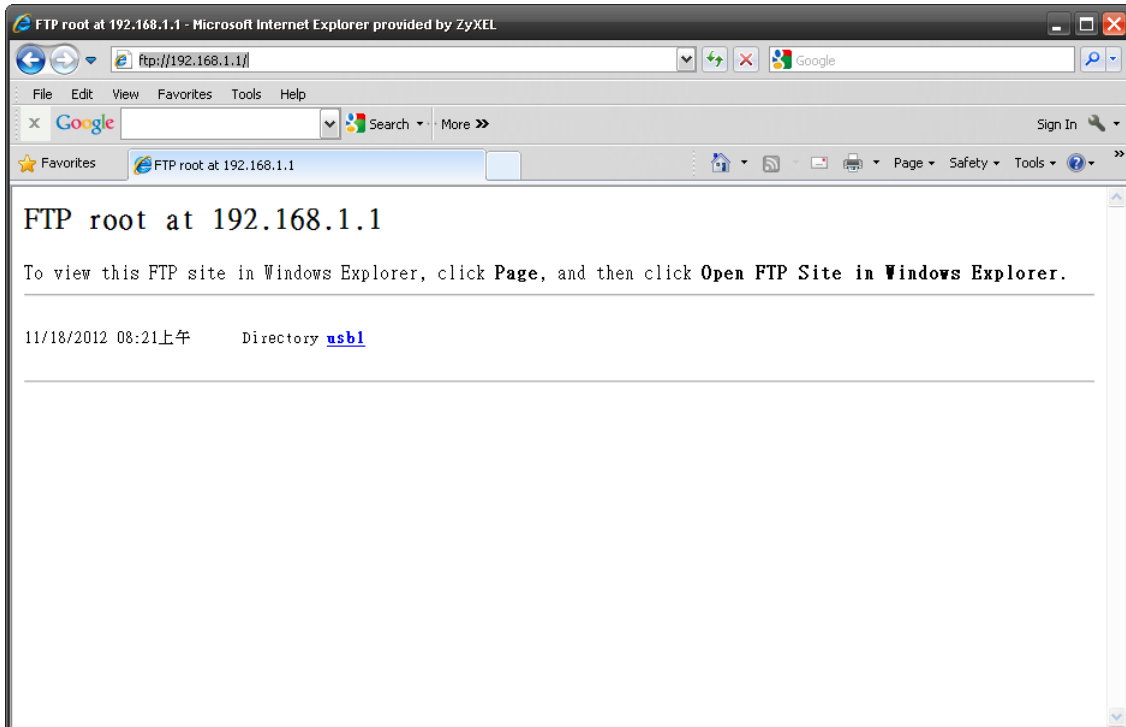 FTP root at 192.168.1.1 - Microsoft Internet Explorer provided by ZyXEL
ftp://192.168.1.1/
Google
File Edit View Favorites Tools Help
x Google Search More »
Sign In
Favorites FTP root at 192.168.1.1 Page Safety Tools »
FTP root at 192.168.1.1
To view this FTP site in Windows Explorer, click Page, and then click Open FTP Site in Windows Explorer.
11/18/2012 08:21上午 Directory usb1